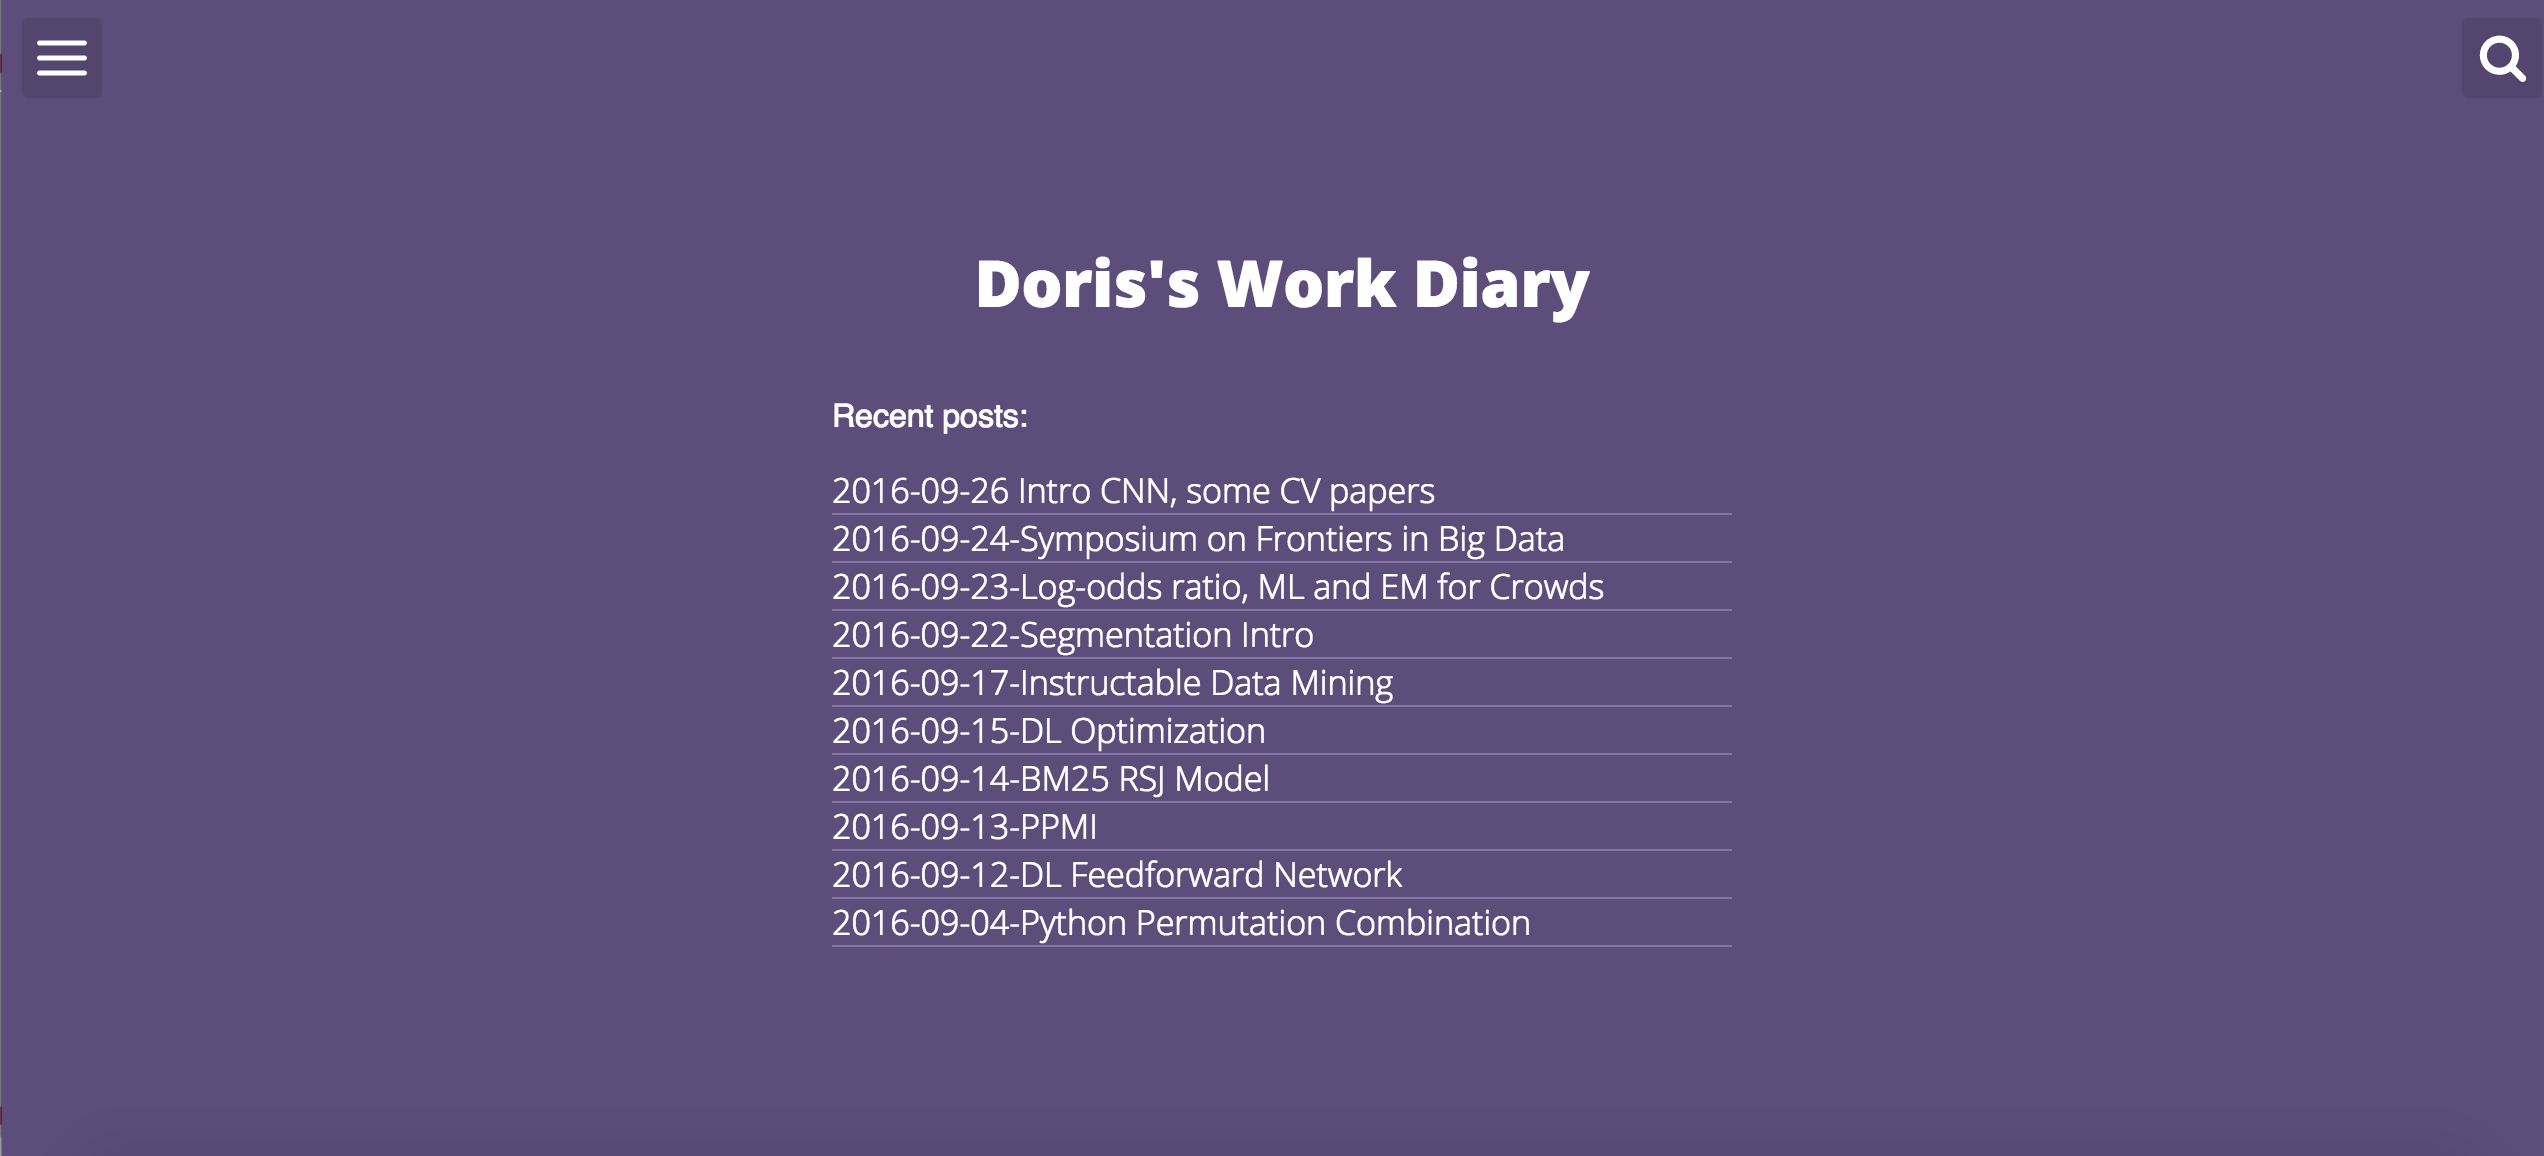 Doris's Work Diary
Recent posts:
2016-09-26 Intro CNN, some CV papers
2016-09-24-Symposium on Frontiers in Big Data
2016-09-23-Log-odds ratio, ML and EM for Crowds
2016-09-22-Segmentation Intro
2016-09-17-Instructable Data Mining
2016-09-15-DL Optimization
2016-09-14-BM25 RSJ Model
2016-09-13-PPMI
2016-09-12-DL Feedforward Network
2016-09-04-Python Permutation Combination